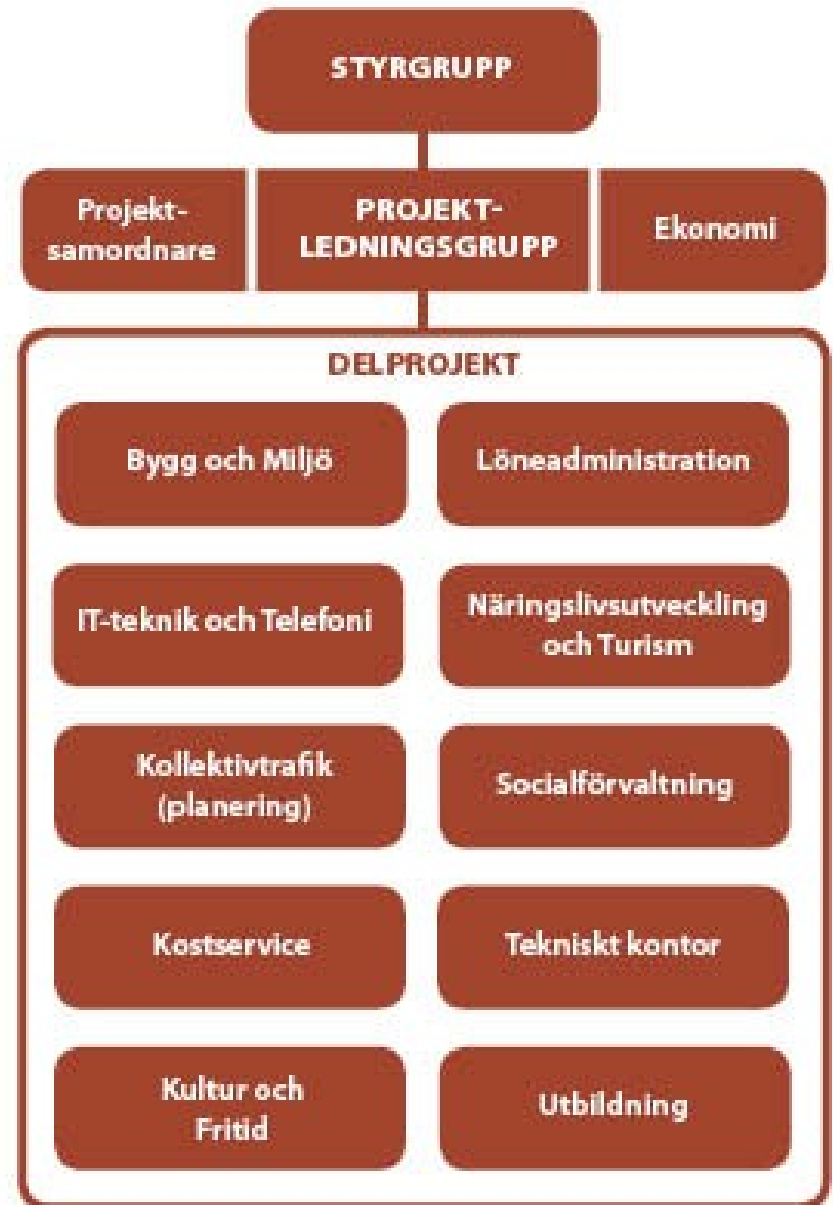 STYRGRUPP
Projekt-
samordnare
PROJEKT-
LEDNINGSGRUPP
Ekonomi
DELPROJEKT
Bygg och Miljö
Löneadministration
IT-teknik och Telefoni
Näringslivsutveckling
och Turism
Kollektivtrafik
(planering)
Socialförvaltning
Kostservice
Tekniskt kontor
Kultur och
Fritid
Utbildning